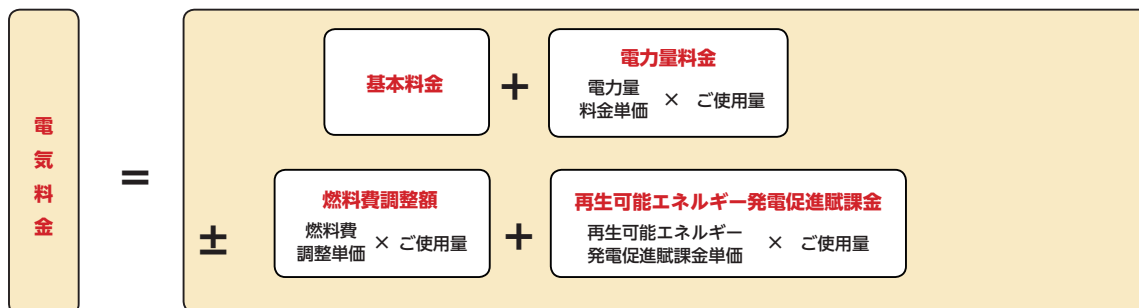 電気料金
=
基本料金
+
電力量料金
電力量
料金単価
×
ご使用量
±
燃料費調整額
燃料費
調整単価
×
ご使用量
+
再生可能エネルギー発電促進賦課金
再生可能エネルギー
発電促進賦課金単価
×
ご使用量